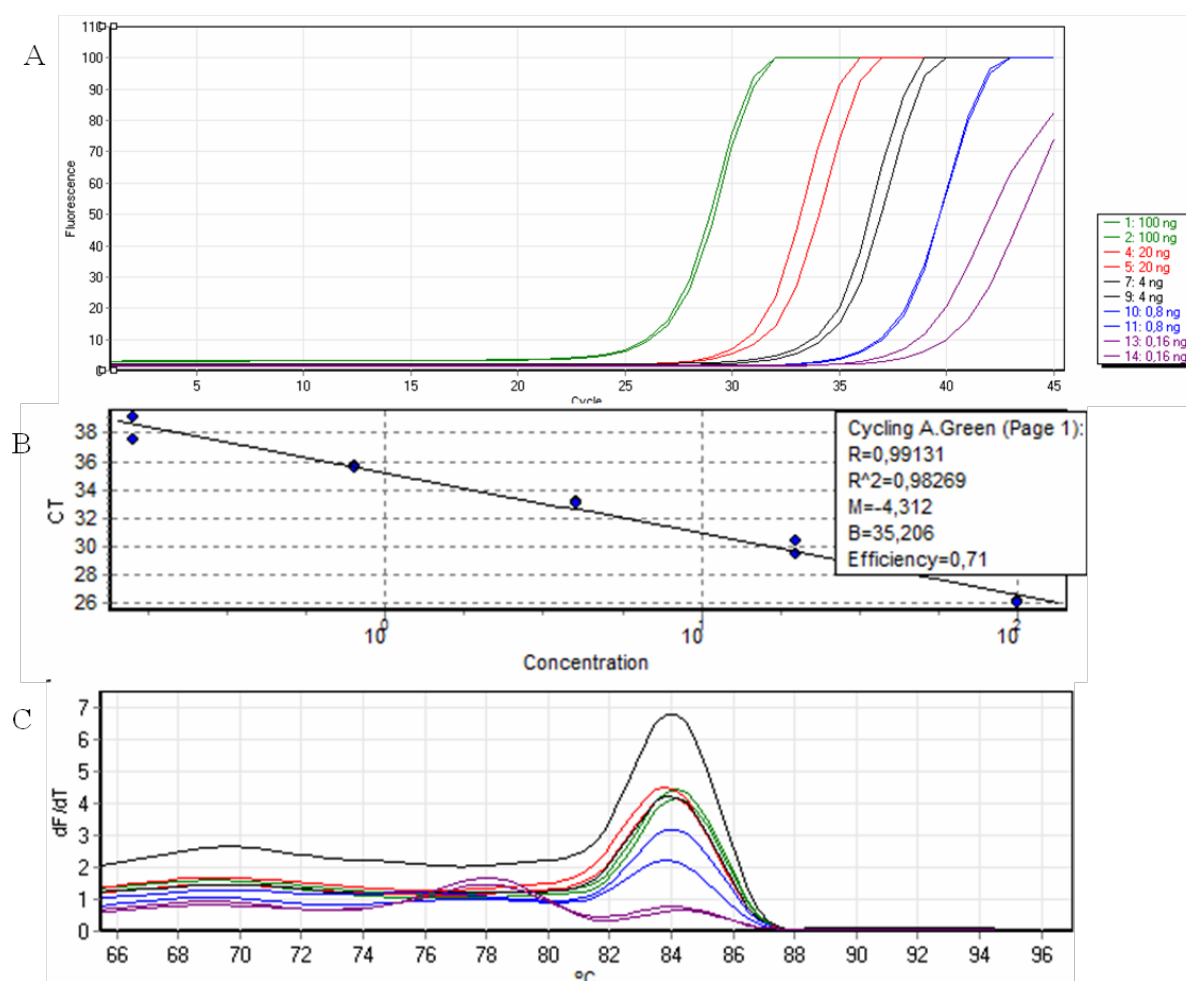 A
110
100
90
80
70
60
50
40
30
20
10
Fluorescence
5 10 15 20 25 30 35 40 45
Cycle
1: 100 ng
2: 100 ng
4: 20 ng
5: 20 ng
7: 4 ng
9: 4 ng
10: 0,8 ng
11: 0,8 ng
13: 0,16 ng
14: 0,16 ng
B
38
36
34
32
30
28
26
CT
Cycling A.Green (Page 1):
R=0,99131
R^2=0,98269
M=-4,312
B=35,206
Efficiency=0,71
10^0 10^1 10^2
Concentration
C
7
6
5
4
3
2
1
0
dF/dT
66 68 70 72 74 76 78 80 82 84 86 88 90 92 94 96
ºC